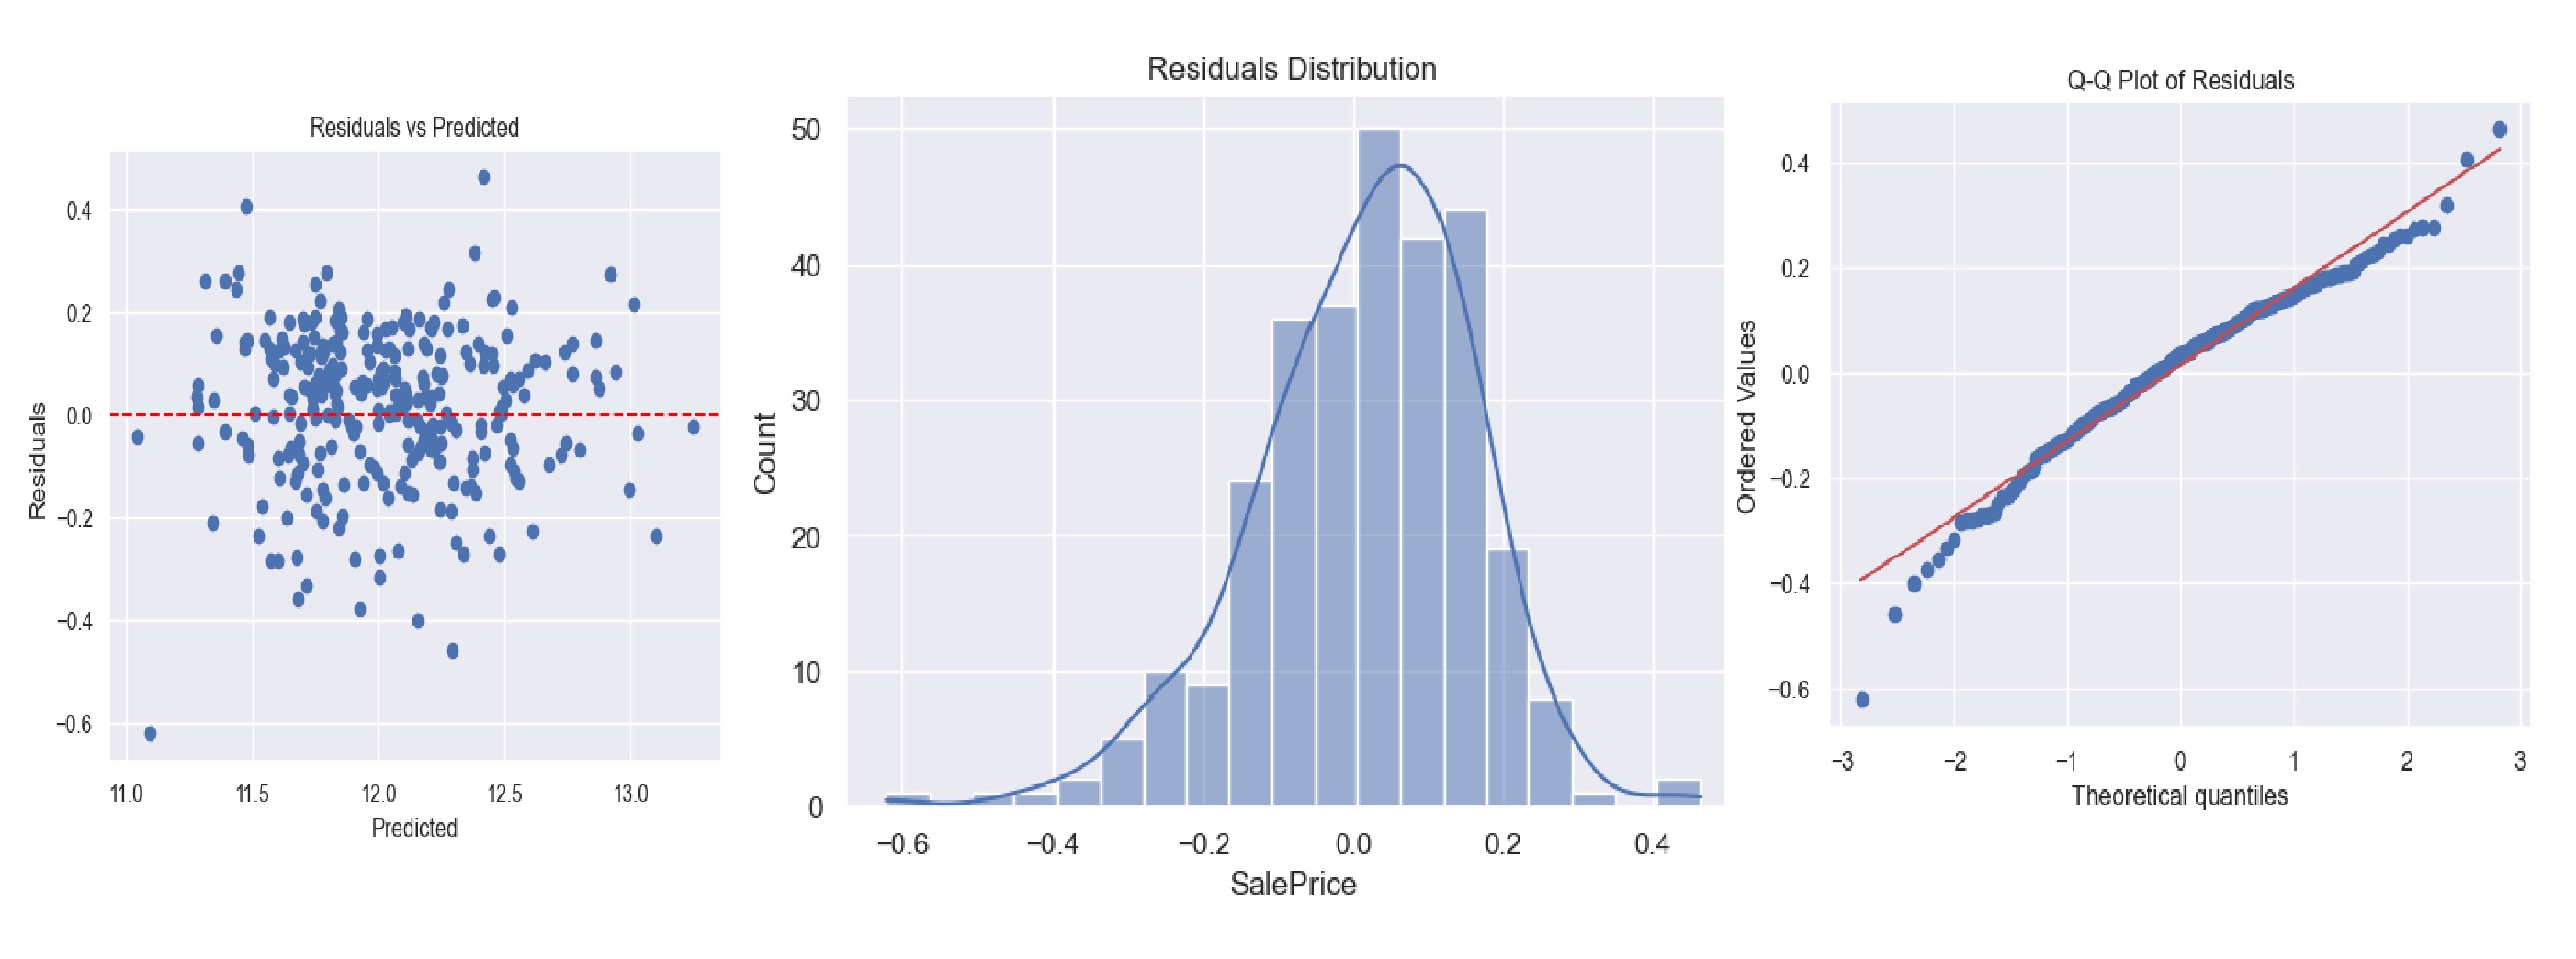 Residuals vs Predicted
Residuals
0.4
0.2
0.0
−0.2
−0.4
−0.6
11.0 11.5 12.0 12.5 13.0
Predicted
Residuals Distribution
Count
50
40
30
20
10
0
−0.6 −0.4 −0.2 0.0 0.2 0.4
SalePrice
Q-Q Plot of Residuals
Ordered Values
0.4
0.2
0.0
−0.2
−0.4
−0.6
−3 −2 −1 0 1 2 3
Theoretical quantiles